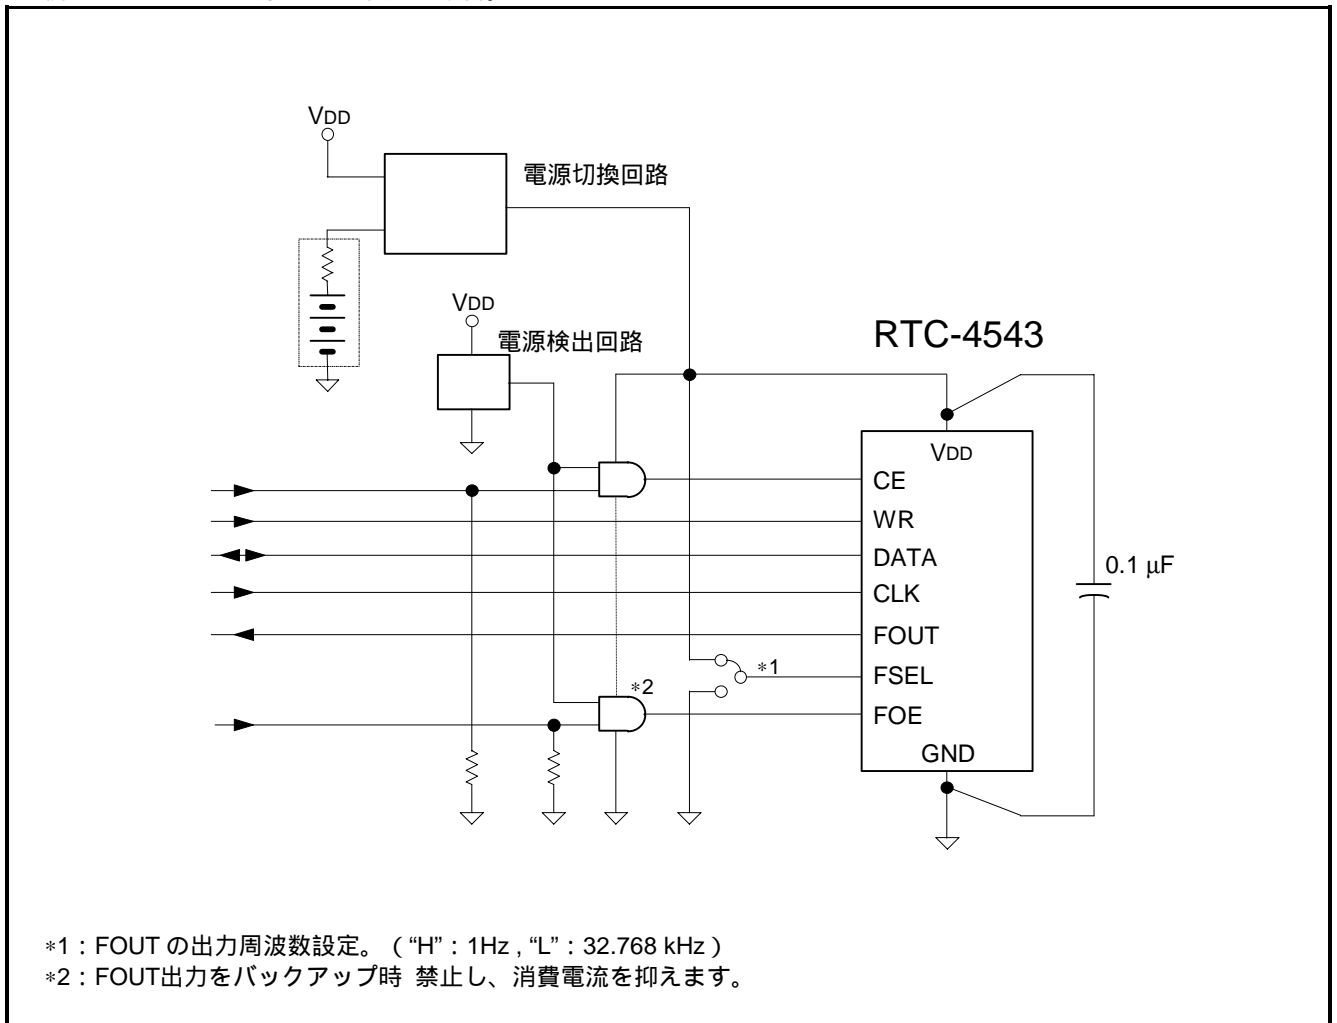 VDD
電源切換回路
VDD
電源検出回路
RTC-4543
VDD
CE
WR
DATA
CLK
FOUT
FSEL
FOE
GND
0.1 μF
*1
*2
*1 : FOUT の出力周波数設定。 ( “H” : 1Hz , “L” : 32.768 kHz )
*2 : FOUT出力をバックアップ時 禁止し、消費電流を抑えます。